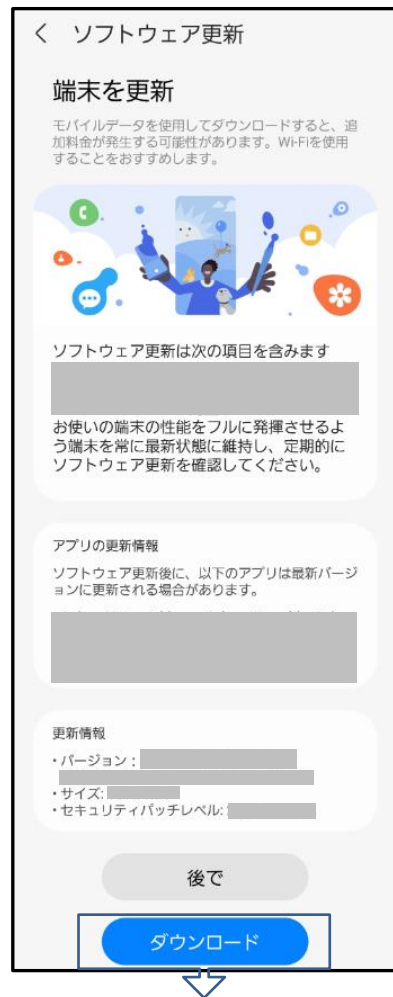 ソフトウェア更新
端末を更新
モバイルデータを使用してダウンロードすると、追
加料金が発生する可能性があります。Wi-Fiを使用
することをおすすめします。
ソフトウェア更新は次の項目を含みます
お使いの端末の性能をフルに発揮させるよ
う端末を常に最新状態に維持し、定期的に
ソフトウェア更新を確認してください。
アプリの更新情報
ソフトウェア更新後に、以下のアプリは最新バージ
ョンに更新される場合があります。
更新情報
・バージョン：
・サイズ:
・セキュリティパッチレベル:
後で
ダウンロード